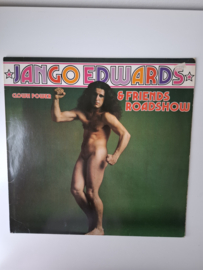 ☆JANGO EDWARDS☆
CLOWN POWER
& FRIENDS
ROADSHOW